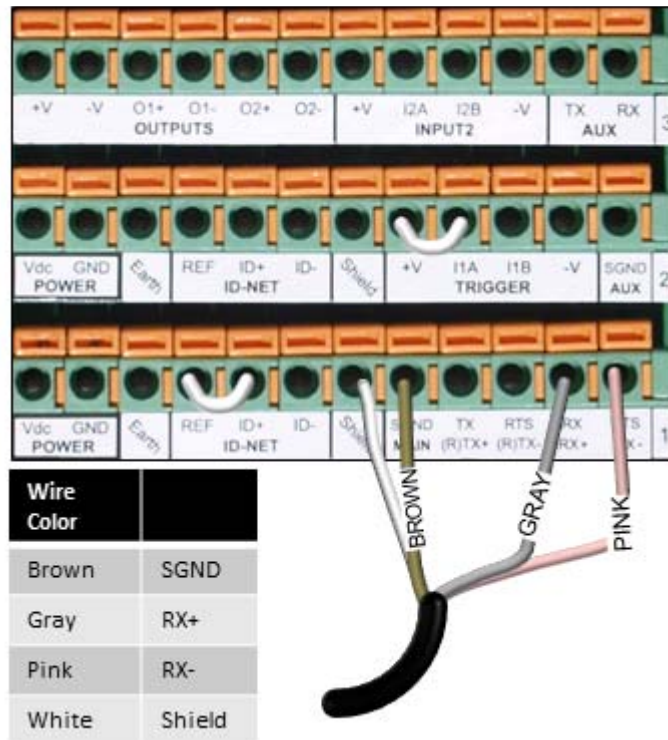 +V -V O1+ O1- O2+ O2- +V I2A I2B -V TX RX
OUTPUTS INPUT2 AUX 3
Vdc GND Earth REF ID+ ID- Shield +V I1A I1B -V SGND
POWER ID-NET TRIGGER AUX 2
Vdc GND Earth REF ID+ ID- TX RTS RX
POWER ID-NET MAIN (R)TX+ (R)TX- RX+ 1
BROWN
GRAY
PINK
Wire
Color
Brown SGND
Gray RX+
Pink RX-
White Shield